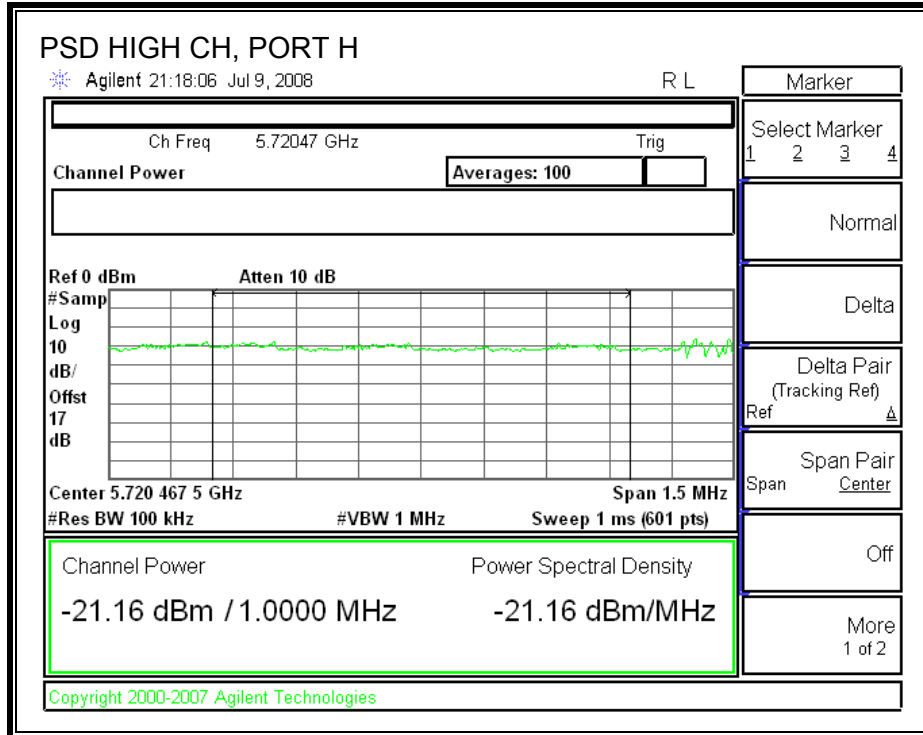 PSD HIGH CH, PORT H
Agilent 21:18:06 Jul 9, 2008 R L
Ch Freq 5.72047 GHz Trig
Channel Power Averages: 100
Ref 0 dBm Atten 10 dB
#Samp
Log
10
dB/
Offst
17
dB
Center 5.720 467 5 GHz Span 1.5 MHz
#Res BW 100 kHz #VBW 1 MHz Sweep 1 ms (601 pts)
Channel Power Power Spectral Density
-21.16 dBm / 1.0000 MHz -21.16 dBm/MHz
Copyright 2000-2007 Agilent Technologies
Marker
Select Marker
1 2 3 4
Normal
Delta
Delta Pair
(Tracking Ref)
Ref Δ
Span Pair
Span Center
Off
More
1 of 2